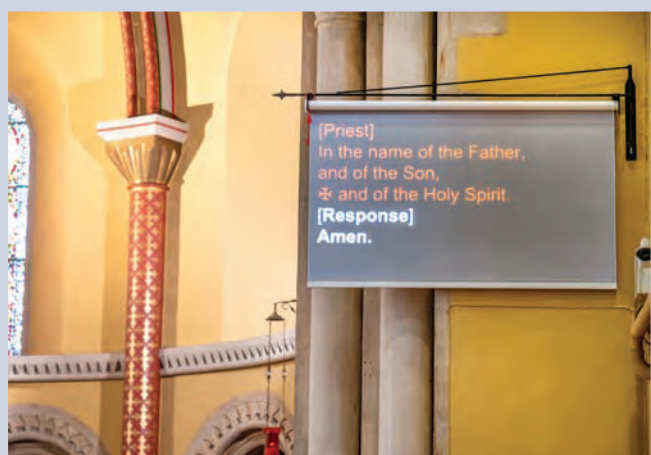 [Priest]
In the name of the Father,
and of the Son,
✠ and of the Holy Spirit.
[Response]
Amen.